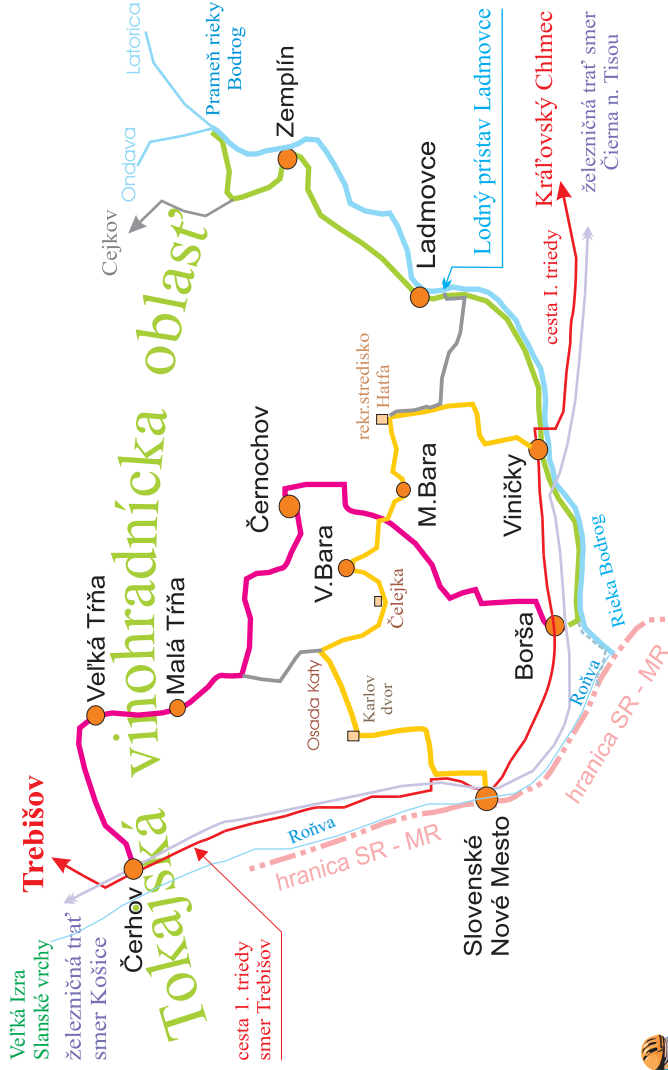 Veľká Izra
Slanské vrchy
železničná trať
smer Košice
Trebišov
Čerhov
Veľká Tŕňa
Malá Tŕňa
Tokajská vinohradnícka oblasť
Cejkov
Ondava
Latorica
Prameň rieky
Bodrog
Zemplín
Černochov
cesta 1. triedy
smer Trebišov
Roňva
hranica SR - MR
Osada Katy
Karlov
dvor
V.Bara
Čelejka
M.Bara
rekr.stredisko
Hatfa
Ladmovce
Lodný prístav Ladmovce
Slovenské
Nové Mesto
Borša
Viničky
cesta I. triedy
Kráľovský Chlmec
železničná trať smer
Čierna n. Tisou
Roňva
Rieka Bodrog
hranica SR - MR